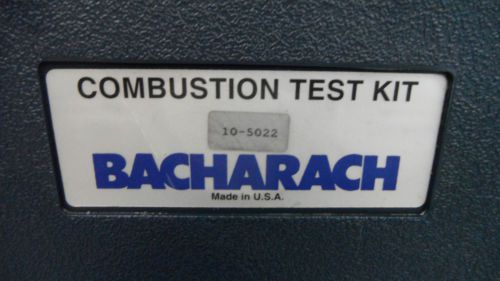 COMBUSTION TEST KIT
10-5022
BACHARACH
Made in U.S.A.